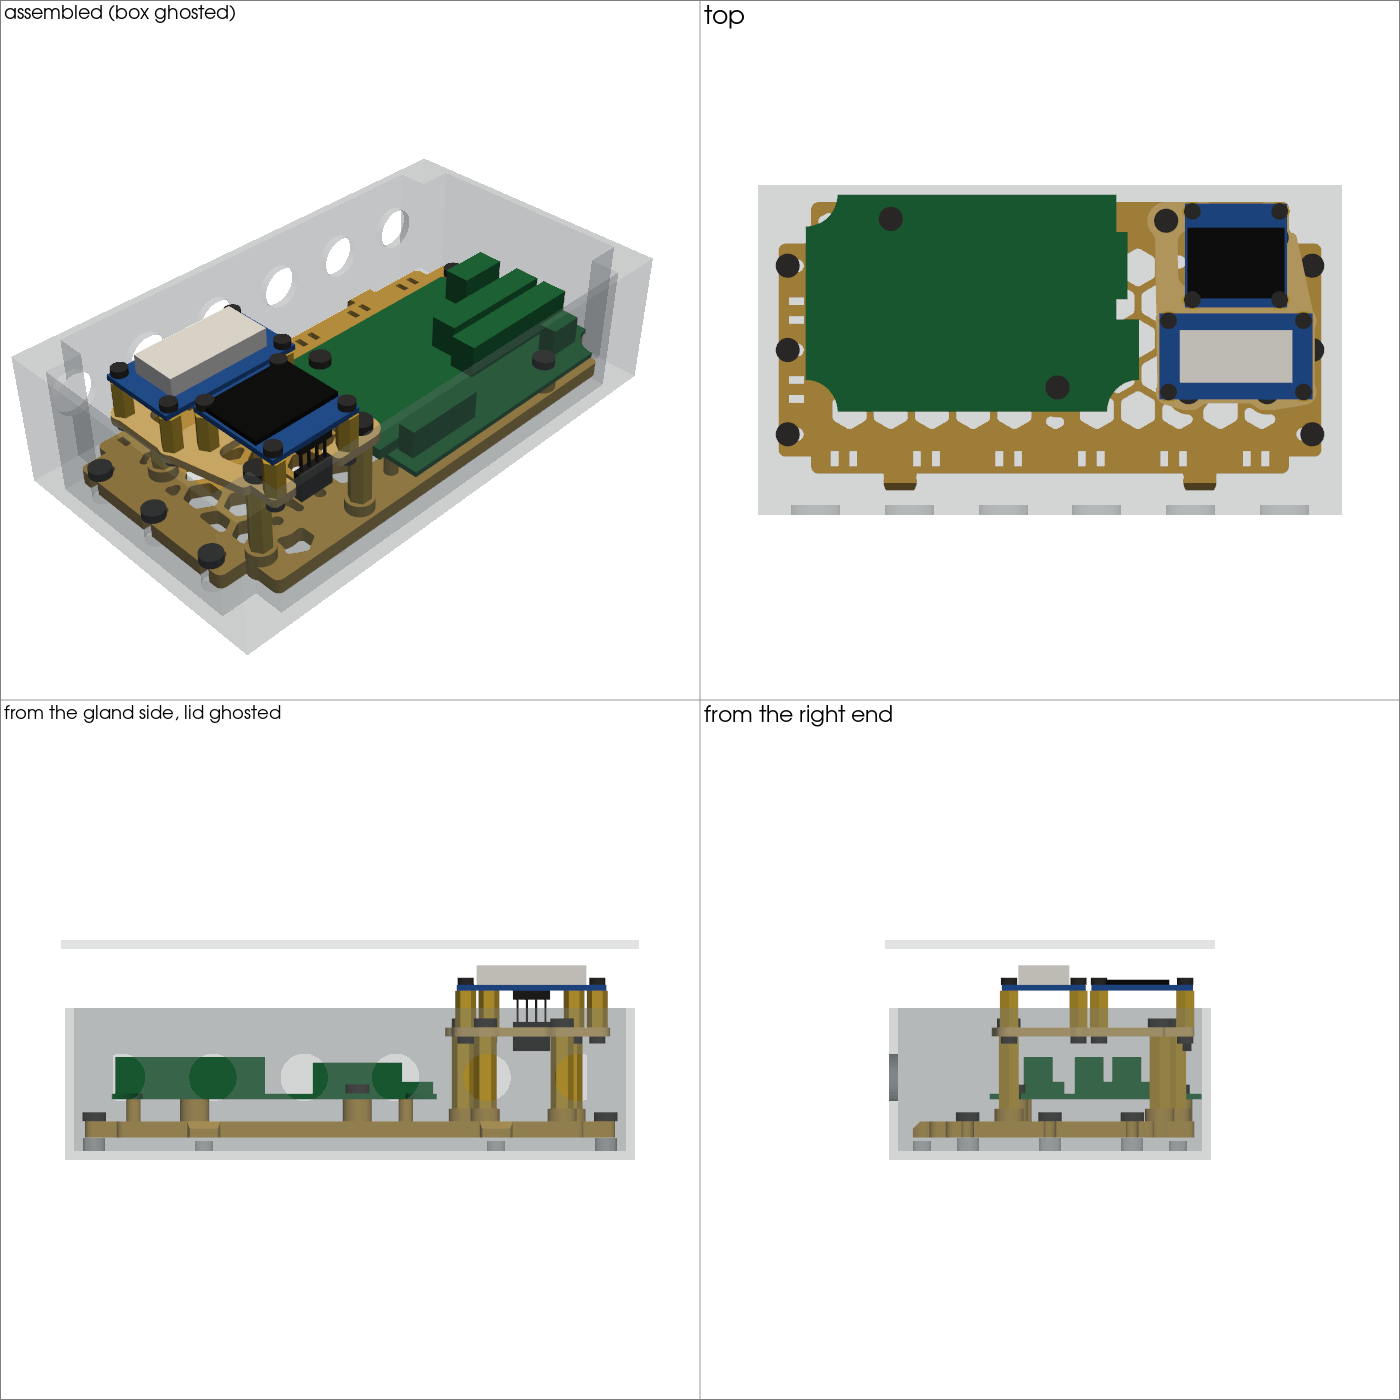 assembled (box ghosted)
top
from the gland side, lid ghosted
from the right end